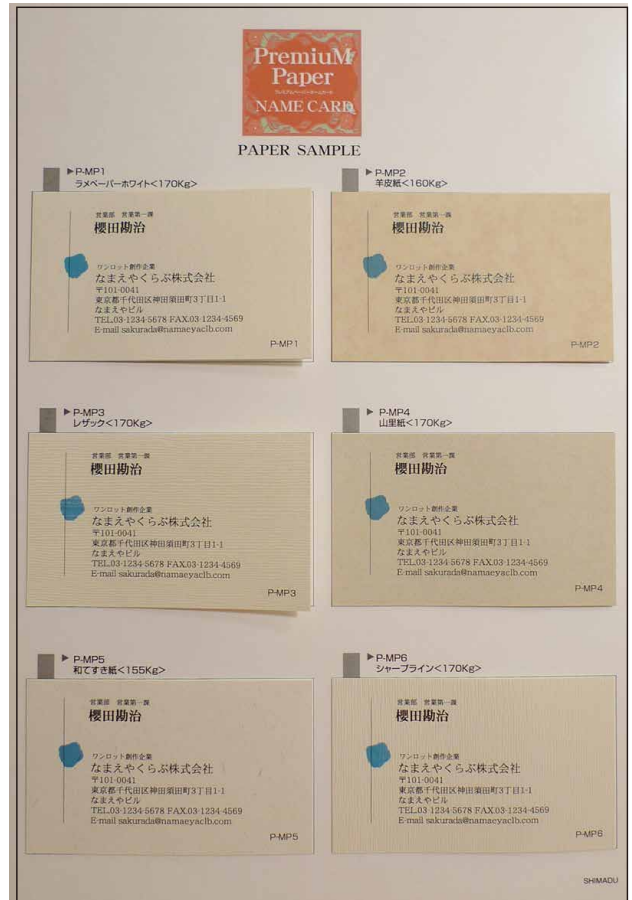 PremiuM
Paper
プレミアムペーパーネームカード
NAME CARD
PAPER SAMPLE
▶P-MP1
ラメペーパーホワイト<170Kg>
営業部 営業第一課
櫻田勘治
ワンロット創作企業
なまえやくらぶ株式会社
〒101-0041
東京都千代田区神田須田町3丁目1-1
なまえやビル
TEL.03-1234-5678 FAX.03-1234-4569
E-mail sakurada@namaeyaclb.com
P-MP1
▶P-MP2
羊皮紙<160Kg>
営業部 営業第一課
櫻田勘治
ワンロット創作企業
なまえやくらぶ株式会社
〒101-0041
東京都千代田区神田須田町3丁目1-1
なまえやビル
TEL.03-1234-5678 FAX.03-1234-4569
E-mail sakurada@namaeyaclb.com
P-MP2
▶P-MP3
レザック<170Kg>
営業部 営業第一課
櫻田勘治
ワンロット創作企業
なまえやくらぶ株式会社
〒101-0041
東京都千代田区神田須田町3丁目1-1
なまえやビル
TEL.03-1234-5678 FAX.03-1234-4569
E-mail sakurada@namaeyaclb.com
P-MP3
▶P-MP4
山里紙<170Kg>
営業部 営業第一課
櫻田勘治
ワンロット創作企業
なまえやくらぶ株式会社
〒101-0041
東京都千代田区神田須田町3丁目1-1
なまえやビル
TEL.03-1234-5678 FAX.03-1234-4569
E-mail sakurada@namaeyaclb.com
P-MP4
▶P-MP5
和てすき紙<155Kg>
営業部 営業第一課
櫻田勘治
ワンロット創作企業
なまえやくらぶ株式会社
〒101-0041
東京都千代田区神田須田町3丁目1-1
なまえやビル
TEL.03-1234-5678 FAX.03-1234-4569
E-mail sakurada@namaeyaclb.com
P-MP5
▶P-MP6
シャープライン<170Kg>
営業部 営業第一課
櫻田勘治
ワンロット創作企業
なまえやくらぶ株式会社
〒101-0041
東京都千代田区神田須田町3丁目1-1
なまえやビル
TEL.03-1234-5678 FAX.03-1234-4569
E-mail sakurada@namaeyaclb.com
P-MP6
SHIMADU